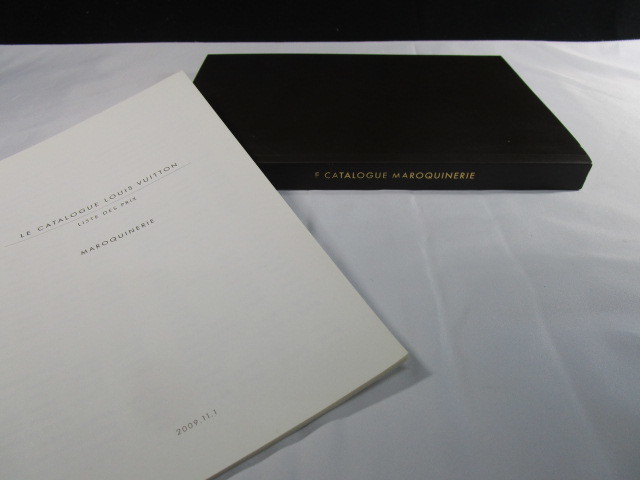 LE CATALOGUE LOUIS VUITTON
LISTE DES PRIX
MAROQUINERIE
2009.11.1
F CATALOGUE MAROQUINERIE